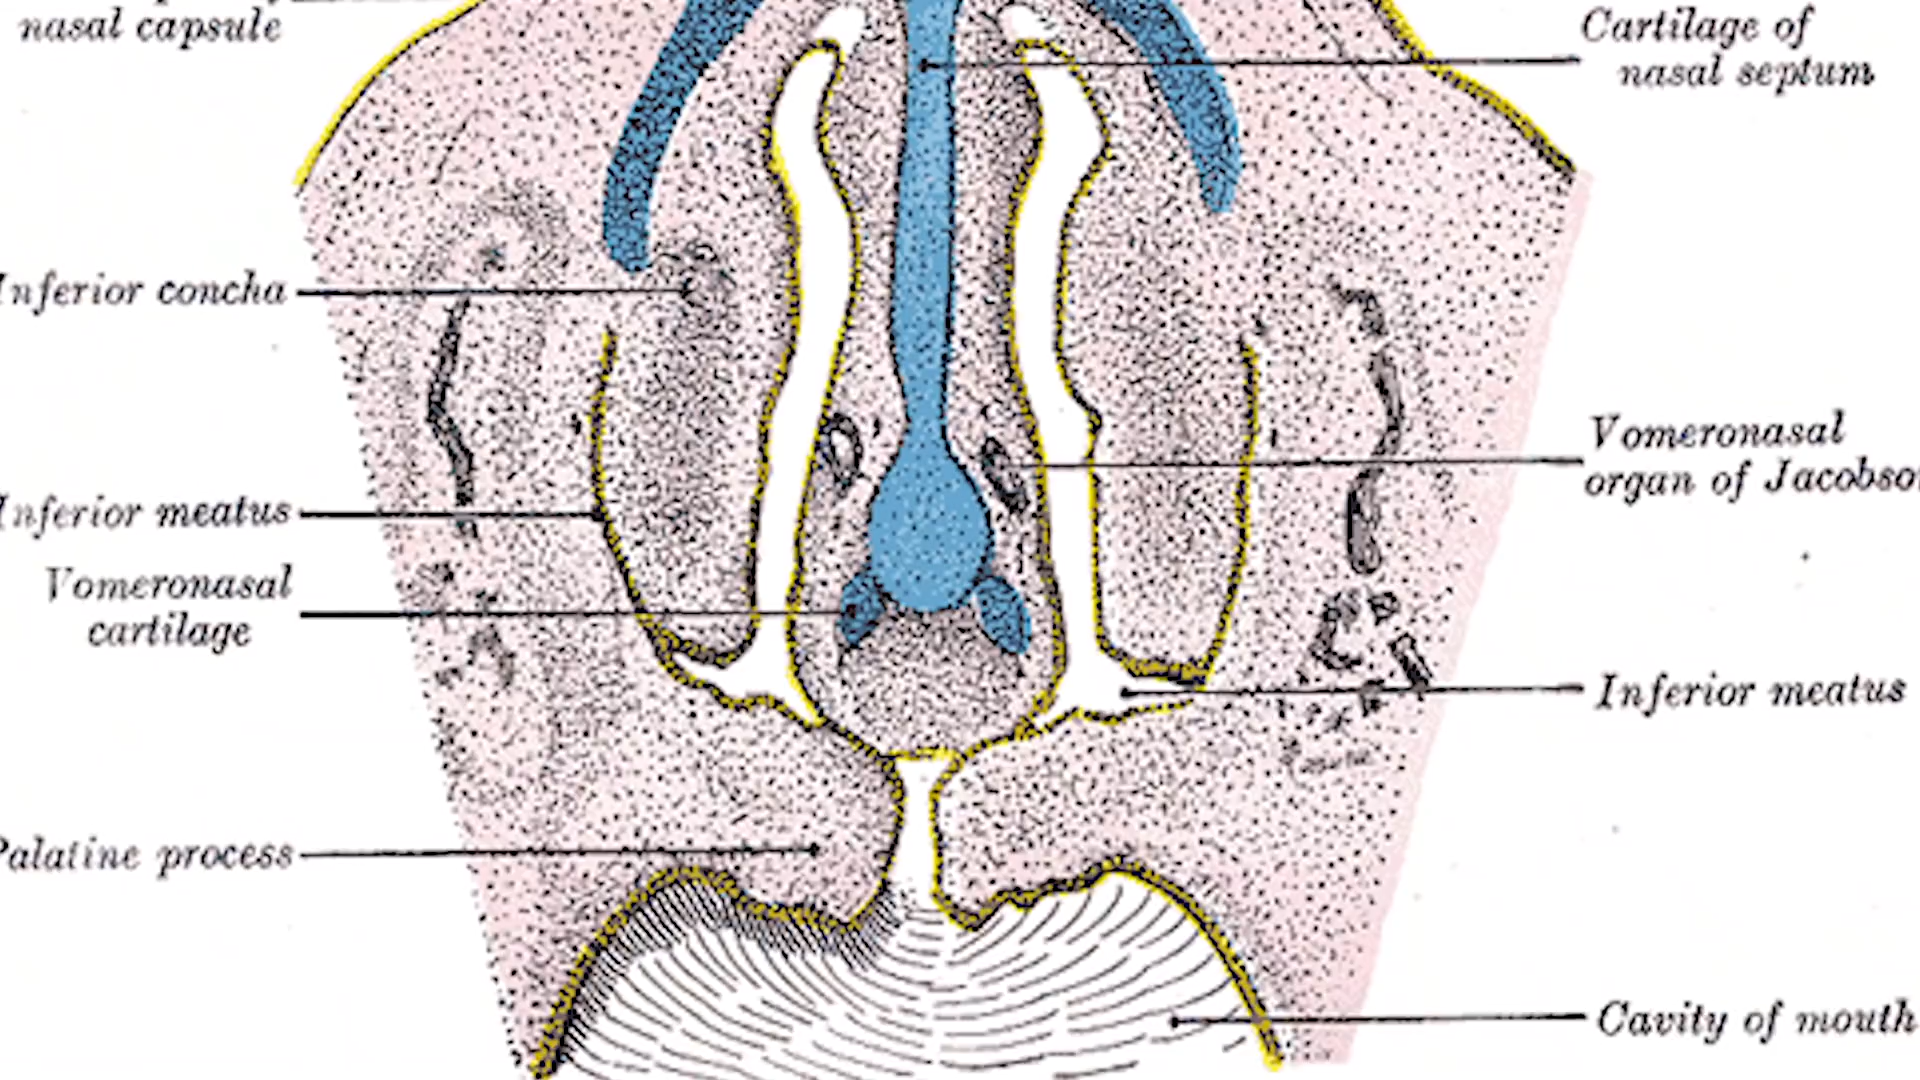 nasal capsule
Cartilage of
nasal septum
Inferior concha
Vomeronasal
organ of Jacobso
Inferior meatus
Vomeronasal
cartilage
Inferior meatus
Palatine process
Cavity of mouth